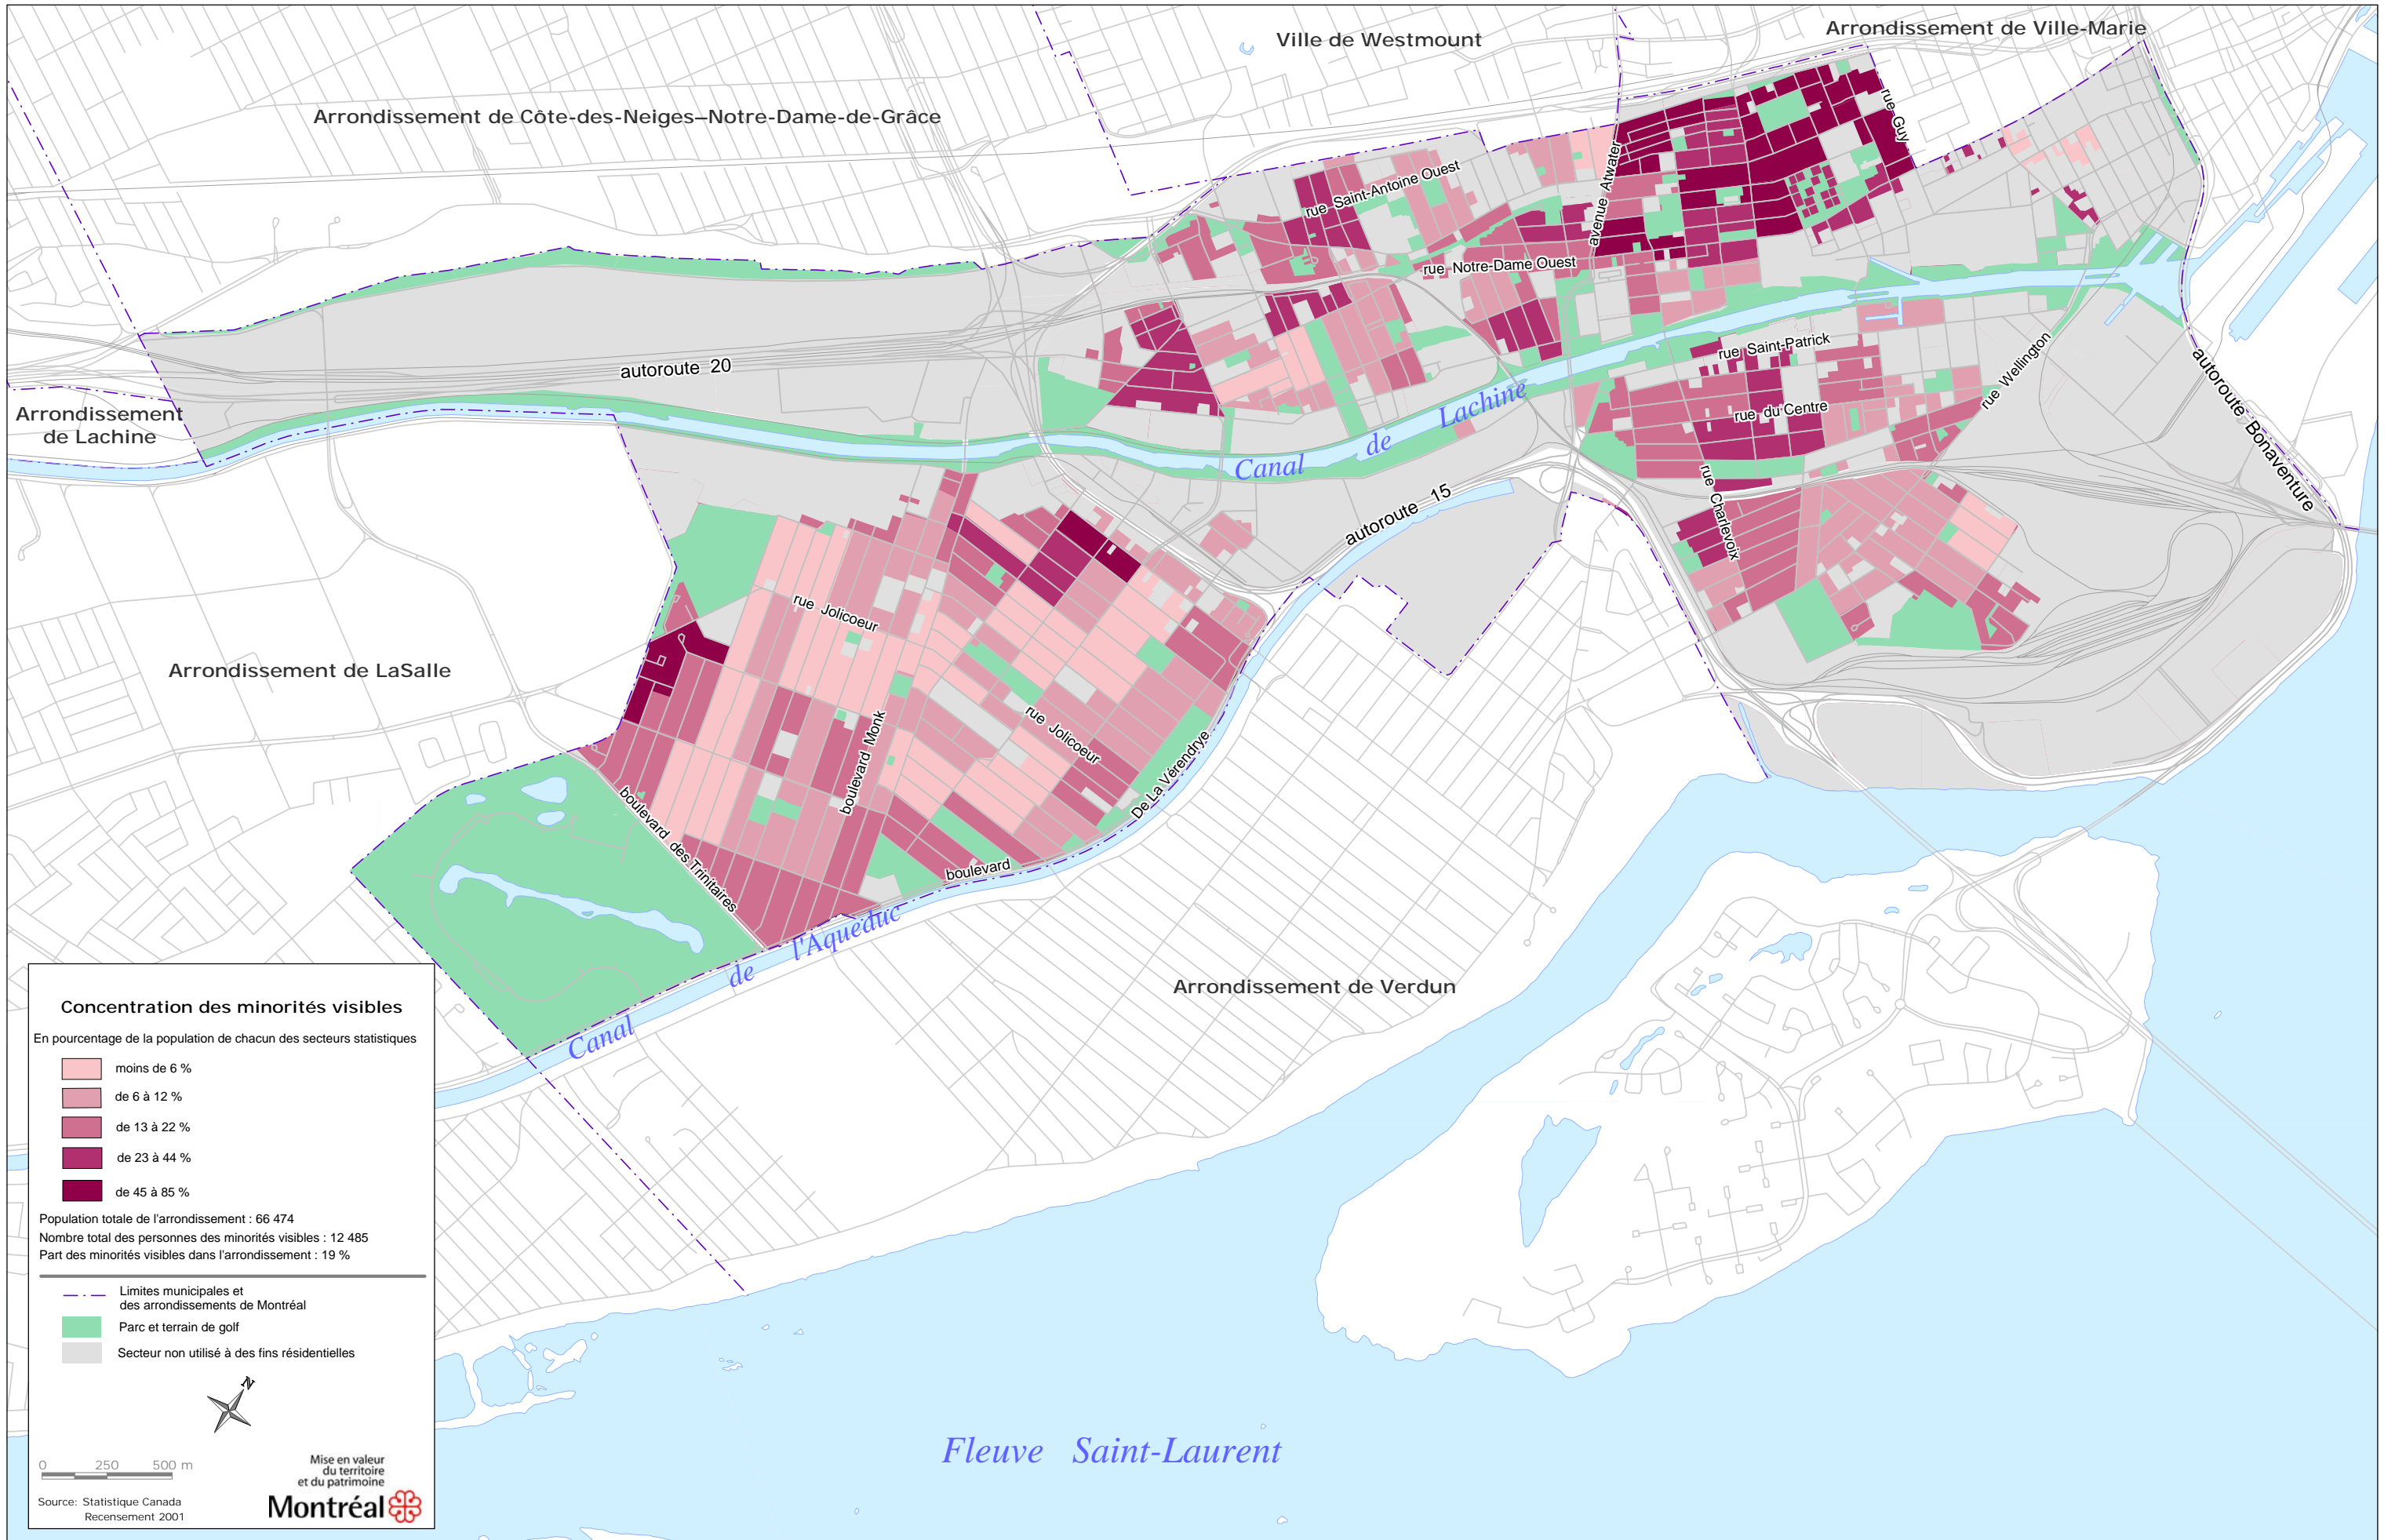 Ville de Westmount
Arrondissement de Ville-Marie
Arrondissement de Côte-des-Neiges–Notre-Dame-de-Grâce
rue Guy
rue Saint-Antoine Ouest
avenue Atwater
rue Notre-Dame Ouest
autoroute 20
rue Saint-Patrick
rue Wellington
autoroute Bonaventure
Arrondissement
de Lachine
rue du Centre
Canal de Lachine
rue Charlevoix
autoroute 15
rue Jolicoeur
Arrondissement de LaSalle
boulevard Monk
rue Jolicoeur
boulevard De La Vérendrye
boulevard des Trinitaires
Canal de l'Aqueduc
Arrondissement de Verdun
Fleuve Saint-Laurent
Concentration des minorités visibles
En pourcentage de la population de chacun des secteurs statistiques
moins de 6 %
de 6 à 12 %
de 13 à 22 %
de 23 à 44 %
de 45 à 85 %
Population totale de l'arrondissement : 66 474
Nombre total des personnes des minorités visibles : 12 485
Part des minorités visibles dans l'arrondissement : 19 %
Limites municipales et
des arrondissements de Montréal
Parc et terrain de golf
Secteur non utilisé à des fins résidentielles
N
0 250 500 m
Mise en valeur
du territoire
et du patrimoine
Montréal
Source: Statistique Canada
Recensement 2001